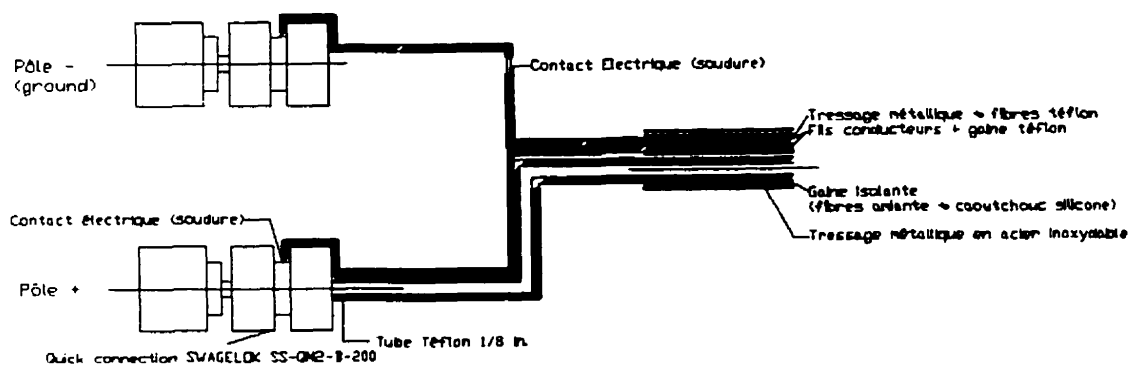 Pôle -
(ground)
Contact Electrique (soudure)
Tressage métallique + fibres téflon
Fils conducteurs + gaine téflon
Gaine isolante
(fibres amiante + caoutchouc silicone)
Tressage métallique en acier inoxydable
Contact électrique (soudure)
Pôle +
Tube Téflon 1/8 in.
Quick connection SWAGELOK SS-QM2-B-200